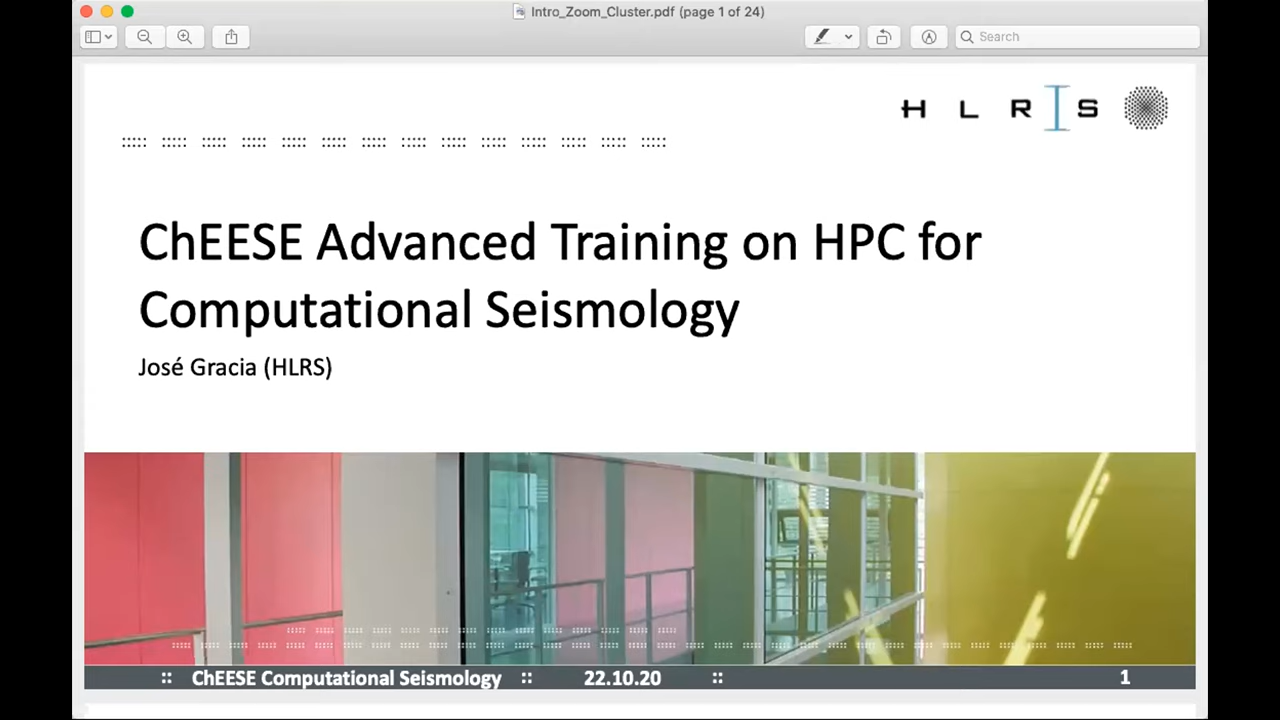 Intro_Zoom_Cluster.pdf (page 1 of 24)
Search
H L R I S
ChEESE Advanced Training on HPC for
Computational Seismology
José Gracia (HLRS)
:: ChEESE Computational Seismology :: 22.10.20 :: 1